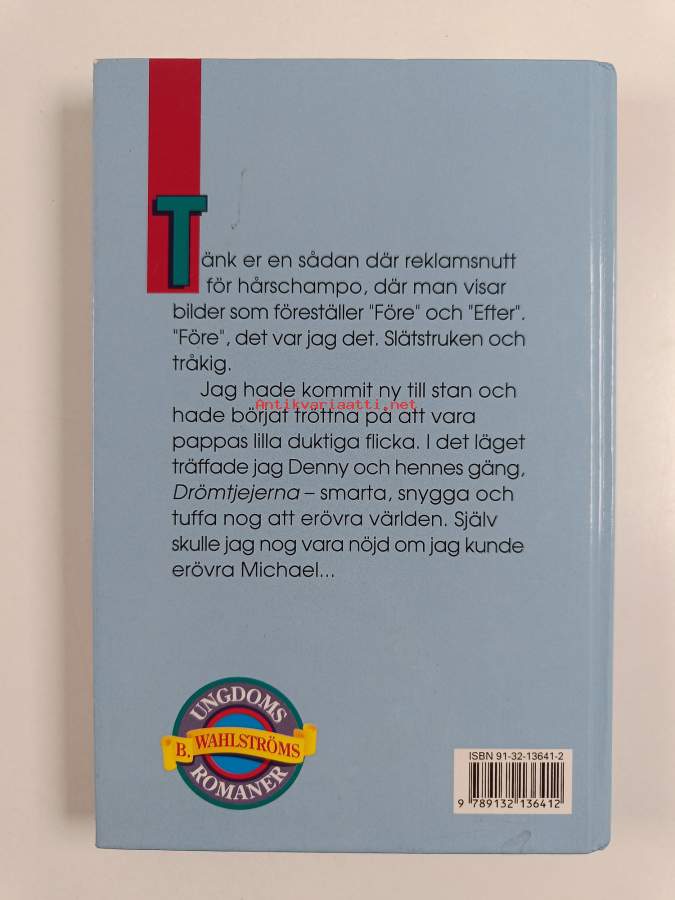 Tänk er en sådan där reklamsnutt
för hårschampo, där man visar
bilder som föreställer "Före" och "Efter".
"Före", det var jag det. Slätstruken och
tråkig.
Jag hade kommit ny till stan och
Antikvariaatti.net
hade börjat tröttna på att vara
pappas lilla duktiga flicka. I det läget
träffade jag Denny och hennes gäng,
Drömtjejerna – smarta, snygga och
tuffa nog att erövra världen. Själv
skulle jag nog vara nöjd om jag kunde
erövra Michael...
UNGDOMS
B. WAHLSTRÖMS
ROMANER
ISBN 91-32-13641-2
9 789132 136412